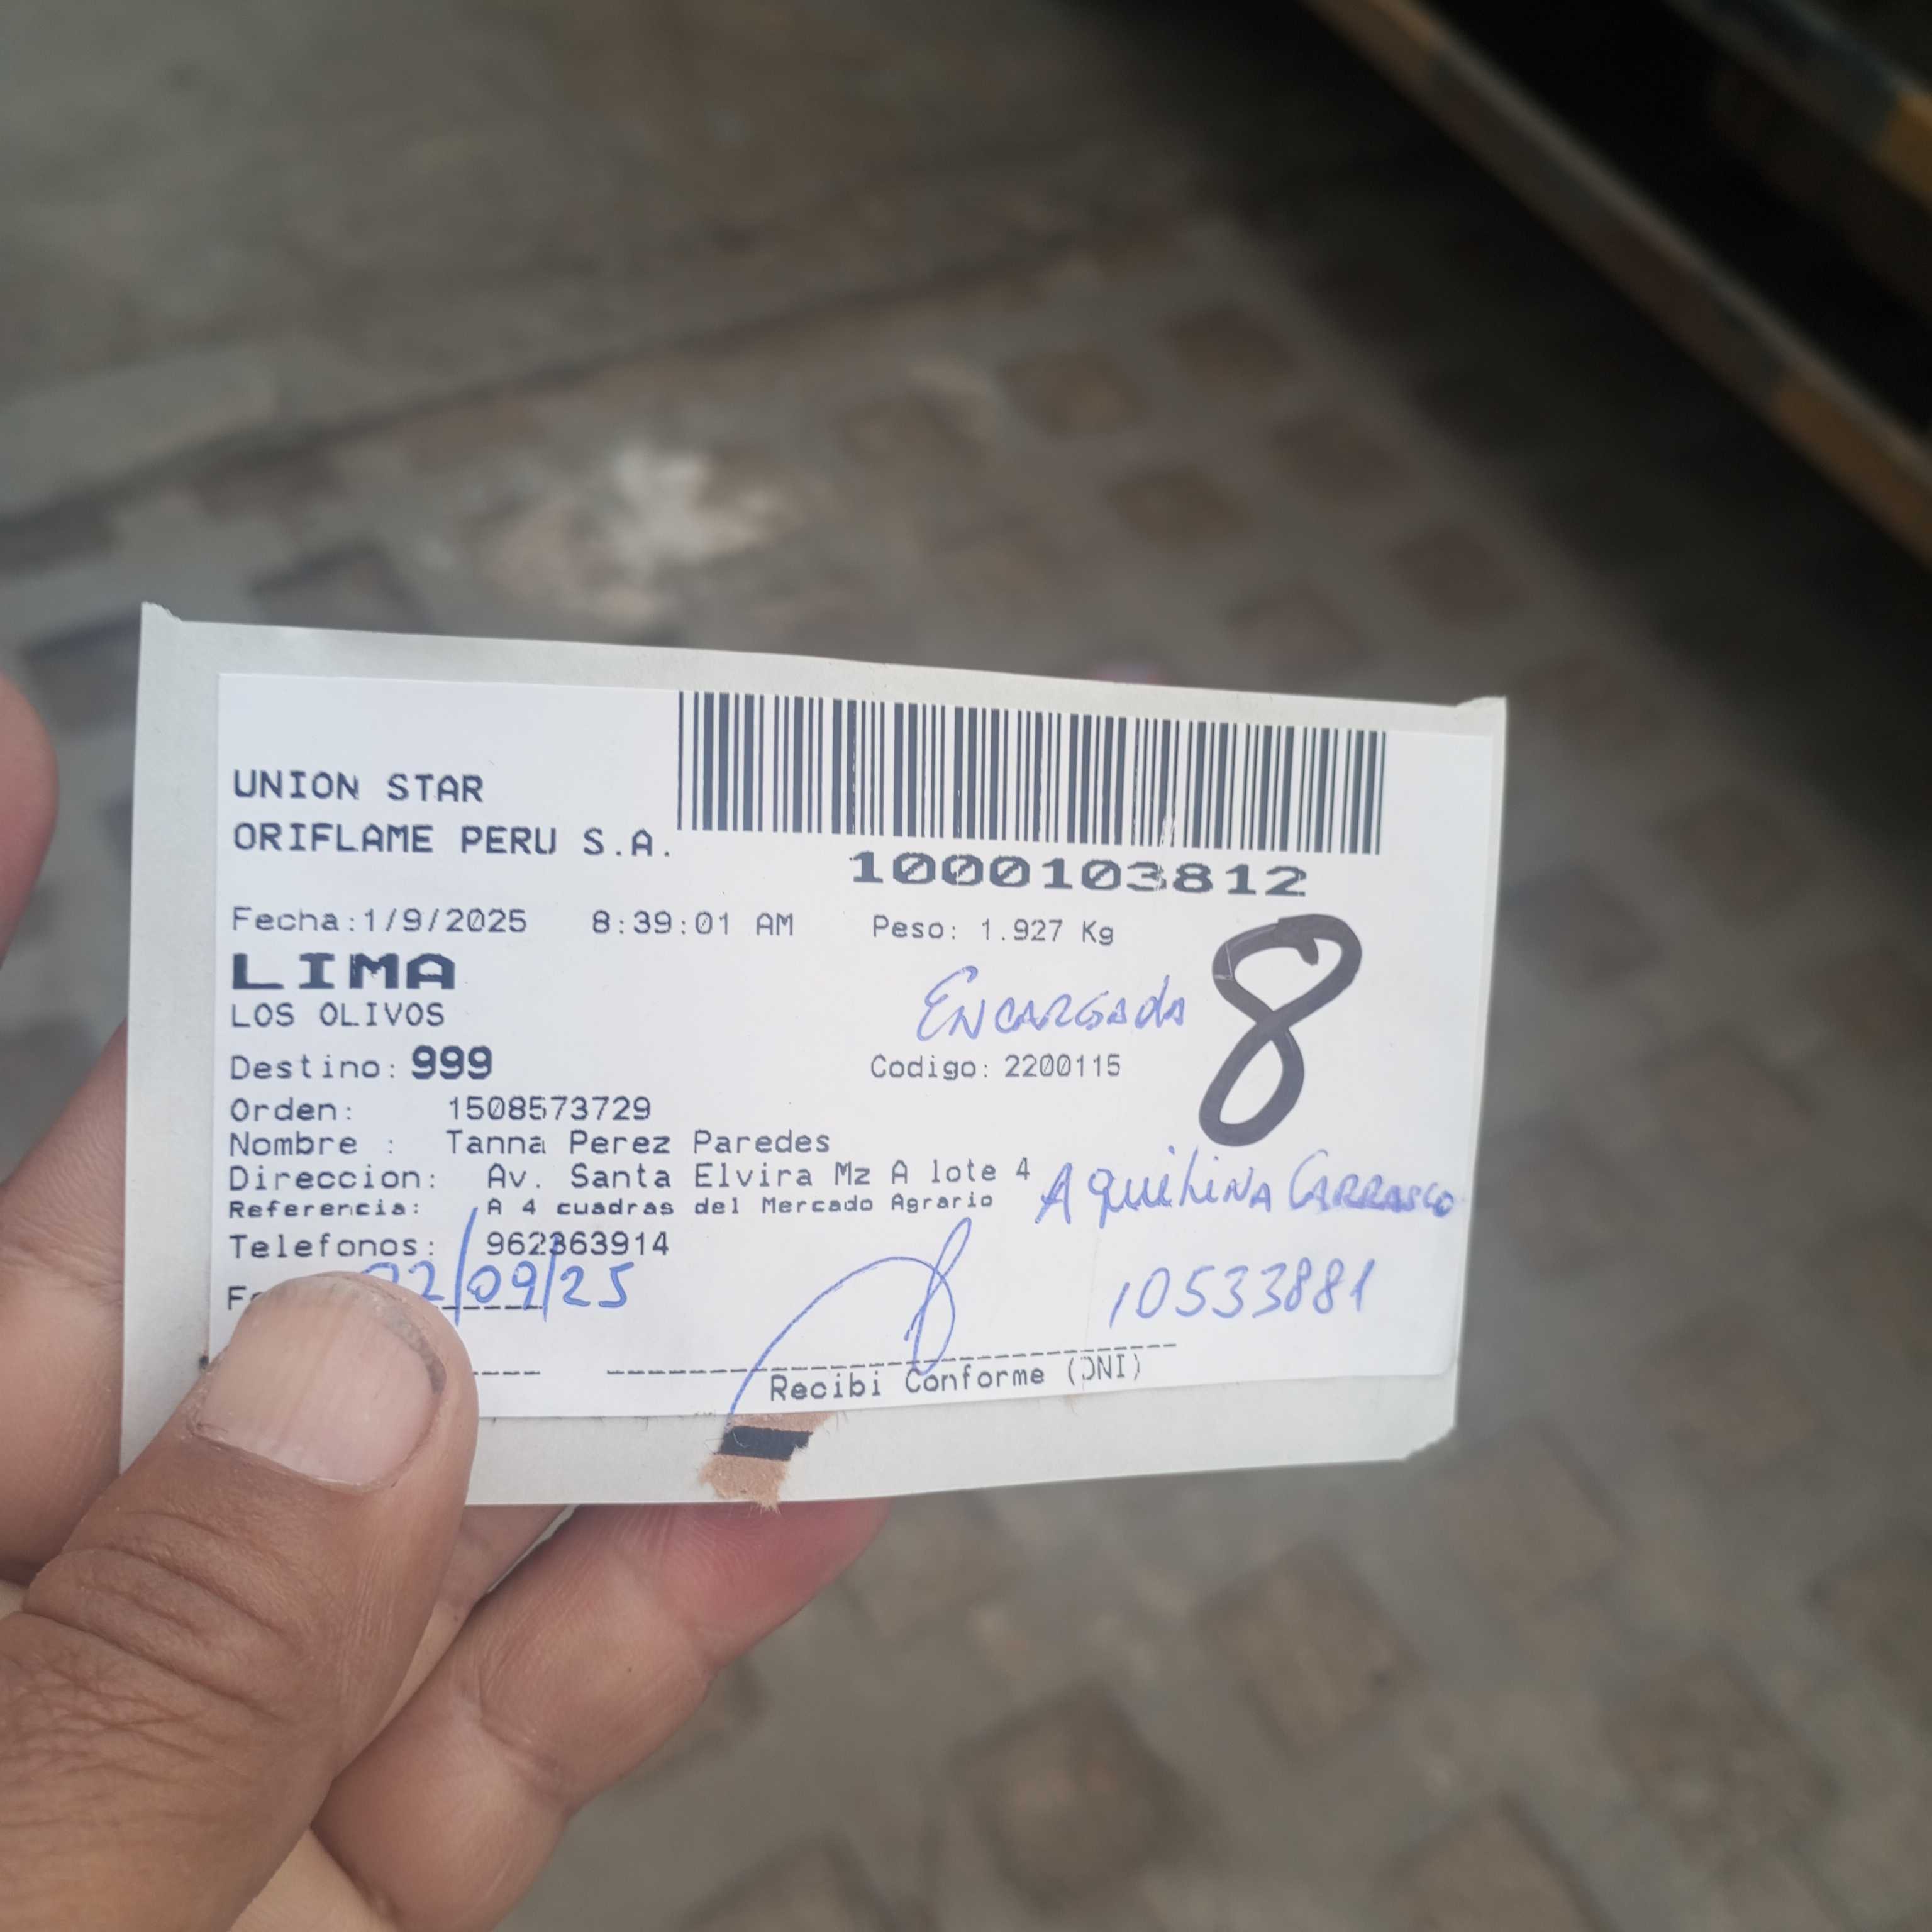 UNION STAR
ORIFLAME PERU S.A.
1000103812
Fecha:1/9/2025 8:39:01 AM Peso: 1.927 Kg
LIMA
8
LOS OLIVOS
ENCARGADA
Destino: 999 Codigo: 2200115
Orden: 1508573729
Nombre : Tanna Perez Paredes
Direccion: Av. Santa Elvira Mz A lote 4
AquiliNA CARRASCO
Referencia: A 4 cuadras del Mercado Agrario
Telefonos: 962363914
02/09/25
10533881
Recibi Conforme (DNI)